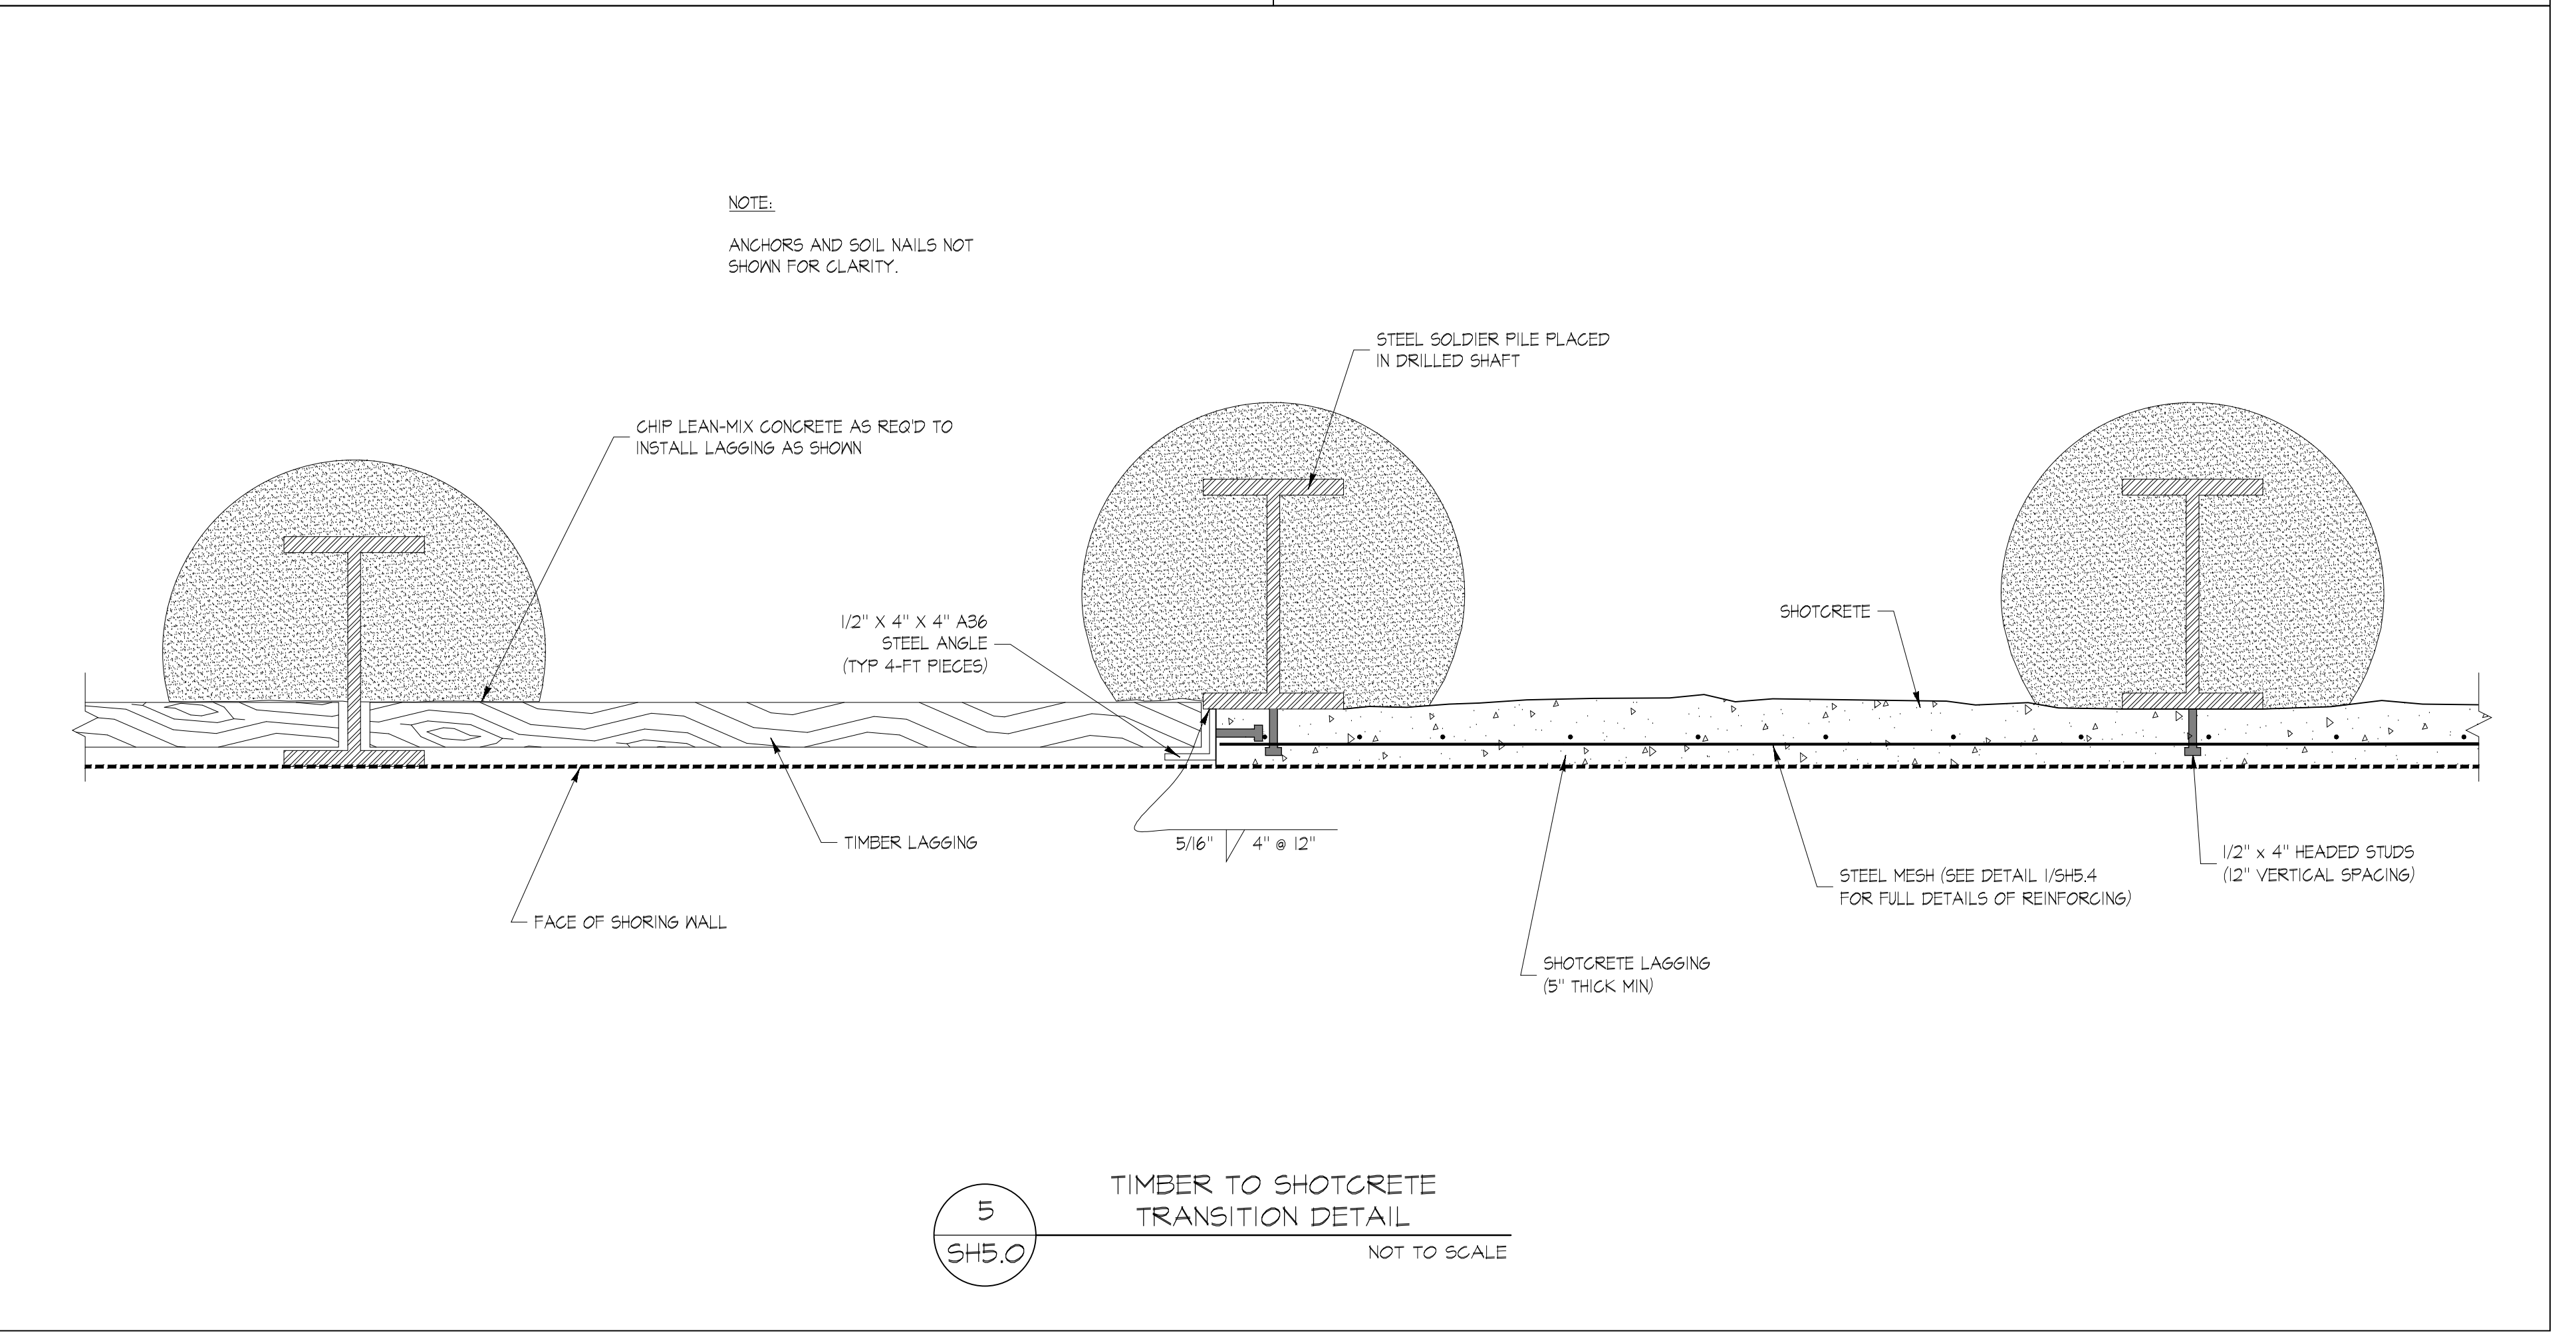 NOTE:
ANCHORS AND SOIL NAILS NOT
SHOWN FOR CLARITY.
STEEL SOLDIER PILE PLACED
IN DRILLED SHAFT
CHIP LEAN-MIX CONCRETE AS REQ'D TO
INSTALL LAGGING AS SHOWN
1/2" X 4" X 4" A36
STEEL ANGLE
(TYP 4-FT PIECES)
SHOTCRETE
TIMBER LAGGING
5/16" 4" @ 12"
1/2" x 4" HEADED STUDS
(12" VERTICAL SPACING)
STEEL MESH (SEE DETAIL 1/SH5.4
FOR FULL DETAILS OF REINFORCING)
FACE OF SHORING WALL
SHOTCRETE LAGGING
(5" THICK MIN)
5
SH5.0
TIMBER TO SHOTCRETE
TRANSITION DETAIL
NOT TO SCALE